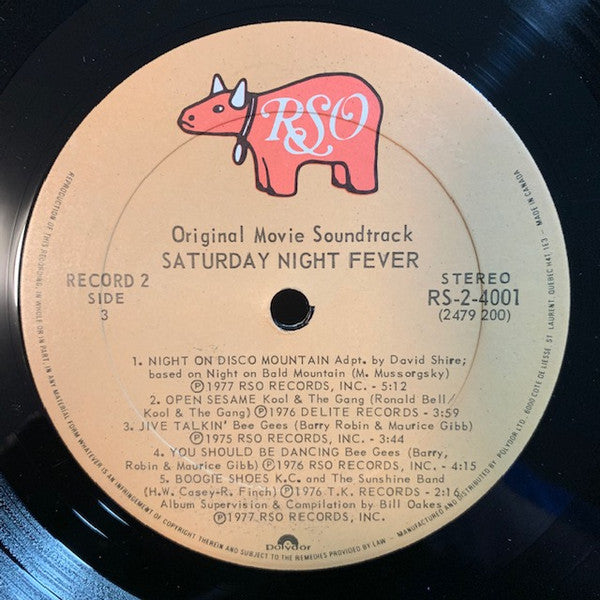 RSO
Original Movie Soundtrack
SATURDAY NIGHT FEVER
RECORD 2
SIDE
3
STEREO
RS-2-4001
(2479 200)
1. NIGHT ON DISCO MOUNTAIN Adpt. by David Shire;
based on Night on Bald Mountain (M. Mussorgsky)
Ⓟ1977 RSO RECORDS, INC. - 5:12
2. OPEN SESAME Kool & The Gang (Ronald Bell/
Kool & The Gang) Ⓟ1976 DELITE RECORDS - 3:59
3. JIVE TALKIN' Bee Gees (Barry Robin & Maurice Gibb)
Ⓟ1975 RSO RECORDS, INC. - 3:44
4. YOU SHOULD BE DANCING Bee Gees (Barry,
Robin & Maurice Gibb) Ⓟ1976 RSO RECORDS, INC. - 4:15
5. BOOGIE SHOES K.C. and The Sunshine Band
(H.W. Casey-R. Finch) Ⓟ1976 T.K. RECORDS - 2:16
Album Supervision & Compilation by Bill Oakes
Ⓟ1977 RSO RECORDS, INC.
polydor
REPRODUCTION OF THIS RECORDING, IN WHOLE OR IN PART, IN ANY MATERIAL FORM WHATEVER IS AN INFRINGEMENT OF COPYRIGHT THEREIN AND SUBJECT TO THE REMEDIES PROVIDED BY LAW - MANUFACTURED AND DISTRIBUTED BY POLYDOR LTD. 6000 COTE DE LIESSE, ST LAURENT, QUEBEC H4T 1E3 - MADE IN CANADA